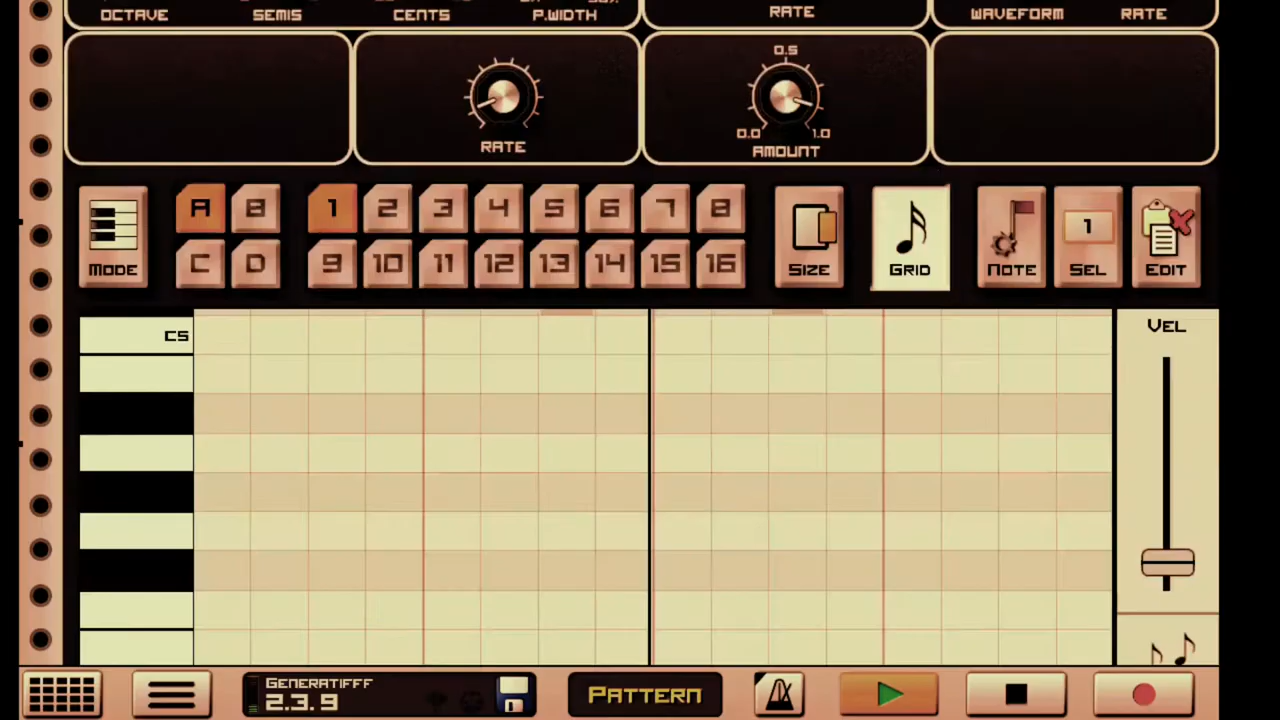 OCTAVE SEMIS CENTS P.WIDTH RATE WAVEFORM RATE
0.5
0.0 1.0
RATE AMOUNT
A B 1 2 3 4 5 6 7 8
1
MODE C D 9 10 11 12 13 14 15 16 SIZE GRID NOTE SEL EDIT
C5 VEL
GENERATIFFF
2.3.9
PATTERN